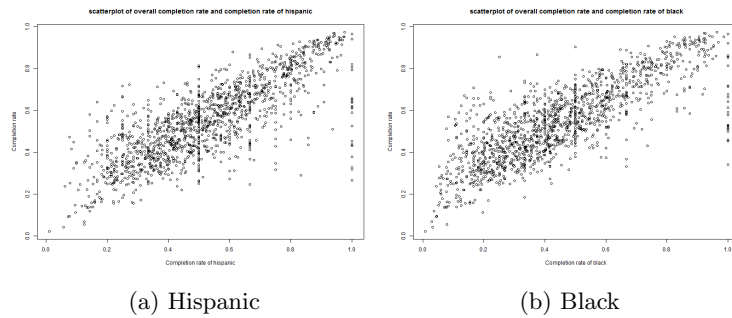 scatterplot of overall completion rate and completion rate of hispanic
Completion rate
0.0 0.2 0.4 0.6 0.8 1.0
0.0 0.2 0.4 0.6 0.8 1.0
Completion rate of hispanic
(a) Hispanic
scatterplot of overall completion rate and completion rate of black
Completion rate
0.0 0.2 0.4 0.6 0.8 1.0
0.0 0.2 0.4 0.6 0.8 1.0
Completion rate of black
(b) Black